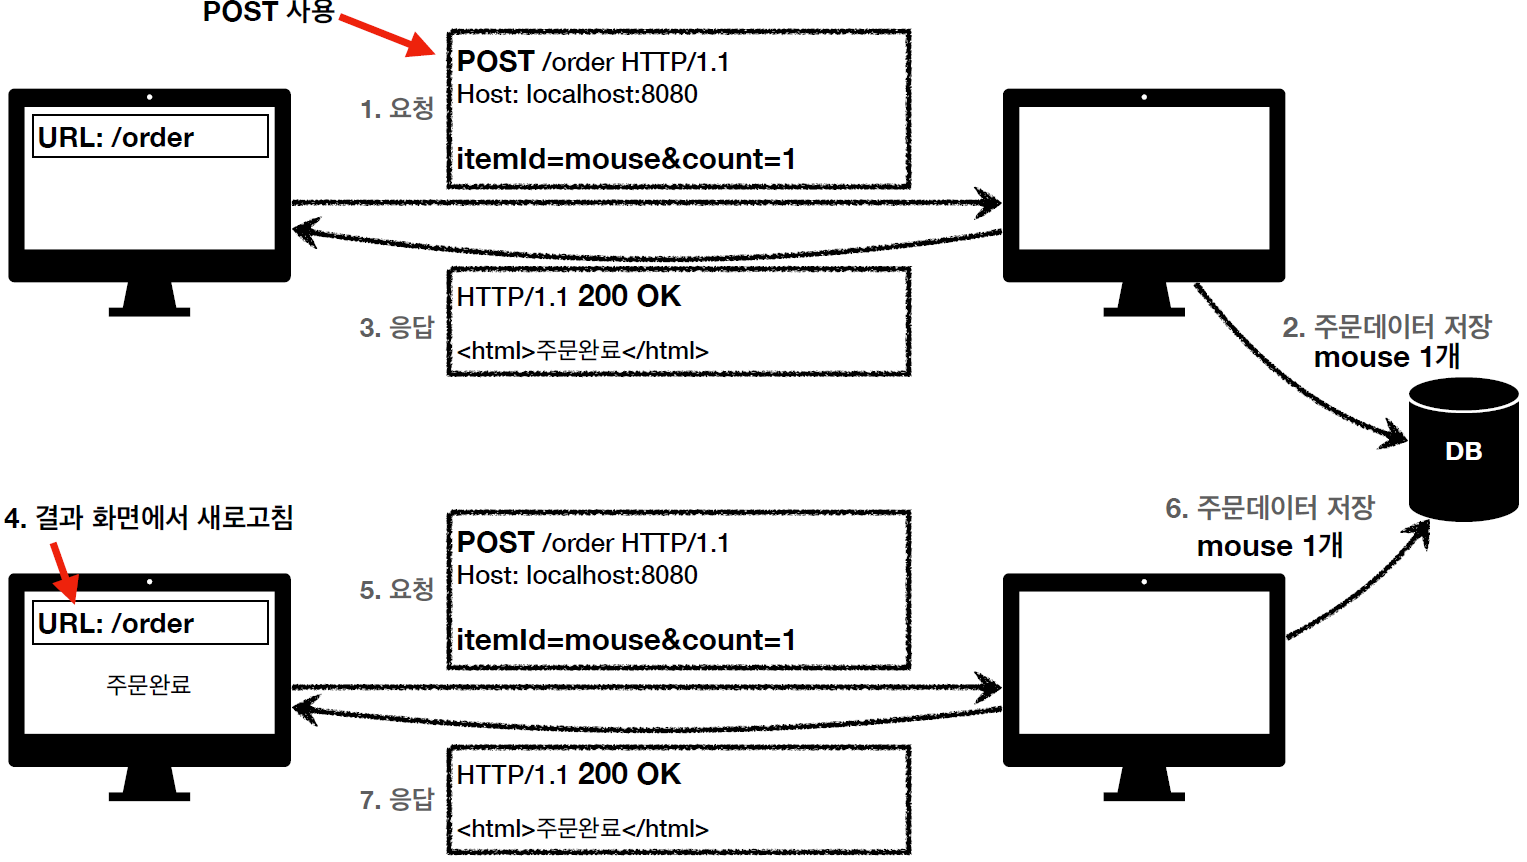 POST 사용
POST /order HTTP/1.1
Host: localhost:8080
1. 요청
URL: /order
itemId=mouse&count=1
HTTP/1.1 200 OK
3. 응답
<html>주문완료</html>
2. 주문데이터 저장
mouse 1개
DB
4. 결과 화면에서 새로고침
6. 주문데이터 저장
mouse 1개
POST /order HTTP/1.1
Host: localhost:8080
5. 요청
URL: /order
itemId=mouse&count=1
주문완료
HTTP/1.1 200 OK
7. 응답
<html>주문완료</html>